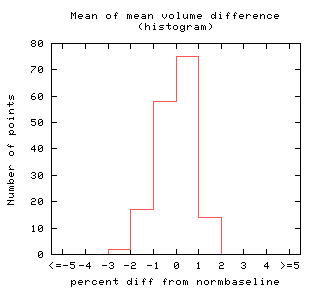 Mean of mean volume difference
(histogram)
80
70
60
50
40
30
20
10
0
Number of points
<=-5 -4 -3 -2 -1 0 1 2 3 4 >=5
percent diff from normbaseline